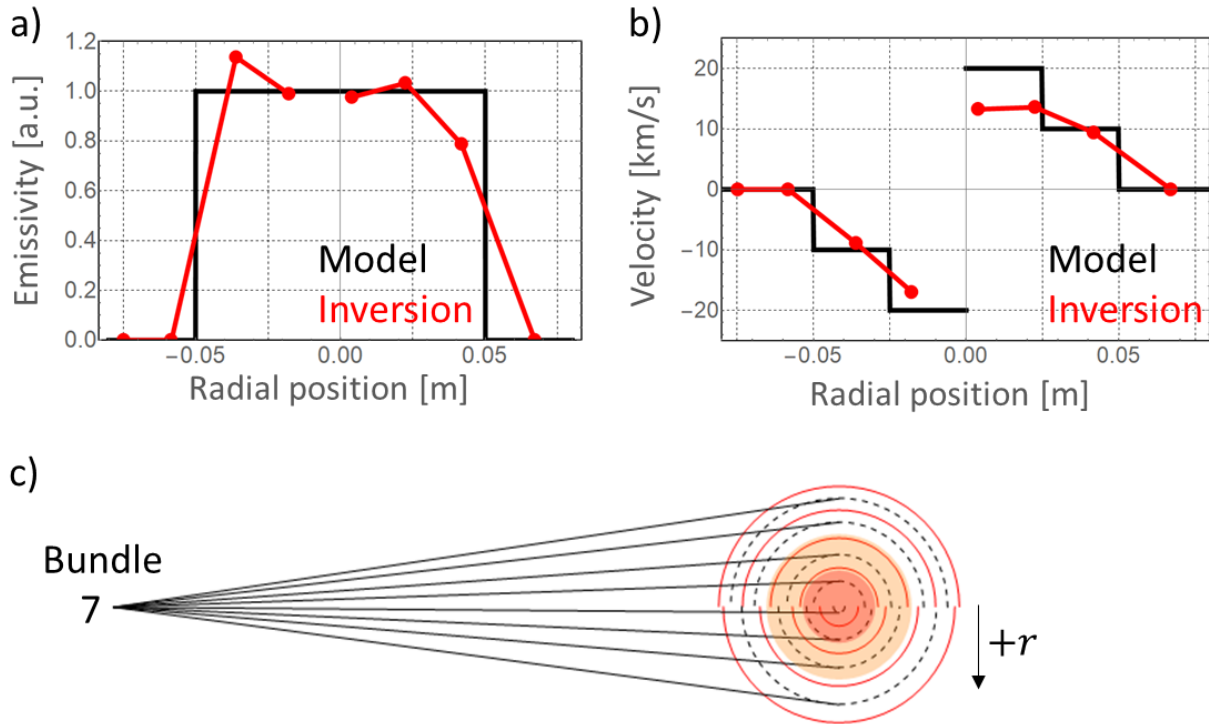 a)
1.2
1.0
0.8
0.6
0.4
0.2
0.0
Emissivity [a.u.]
−0.05 0.00 0.05
Radial position [m]
Model
Inversion
b)
20
10
0
−10
−20
Velocity [km/s]
−0.05 0.00 0.05
Radial position [m]
Model
Inversion
c)
Bundle
7
+r